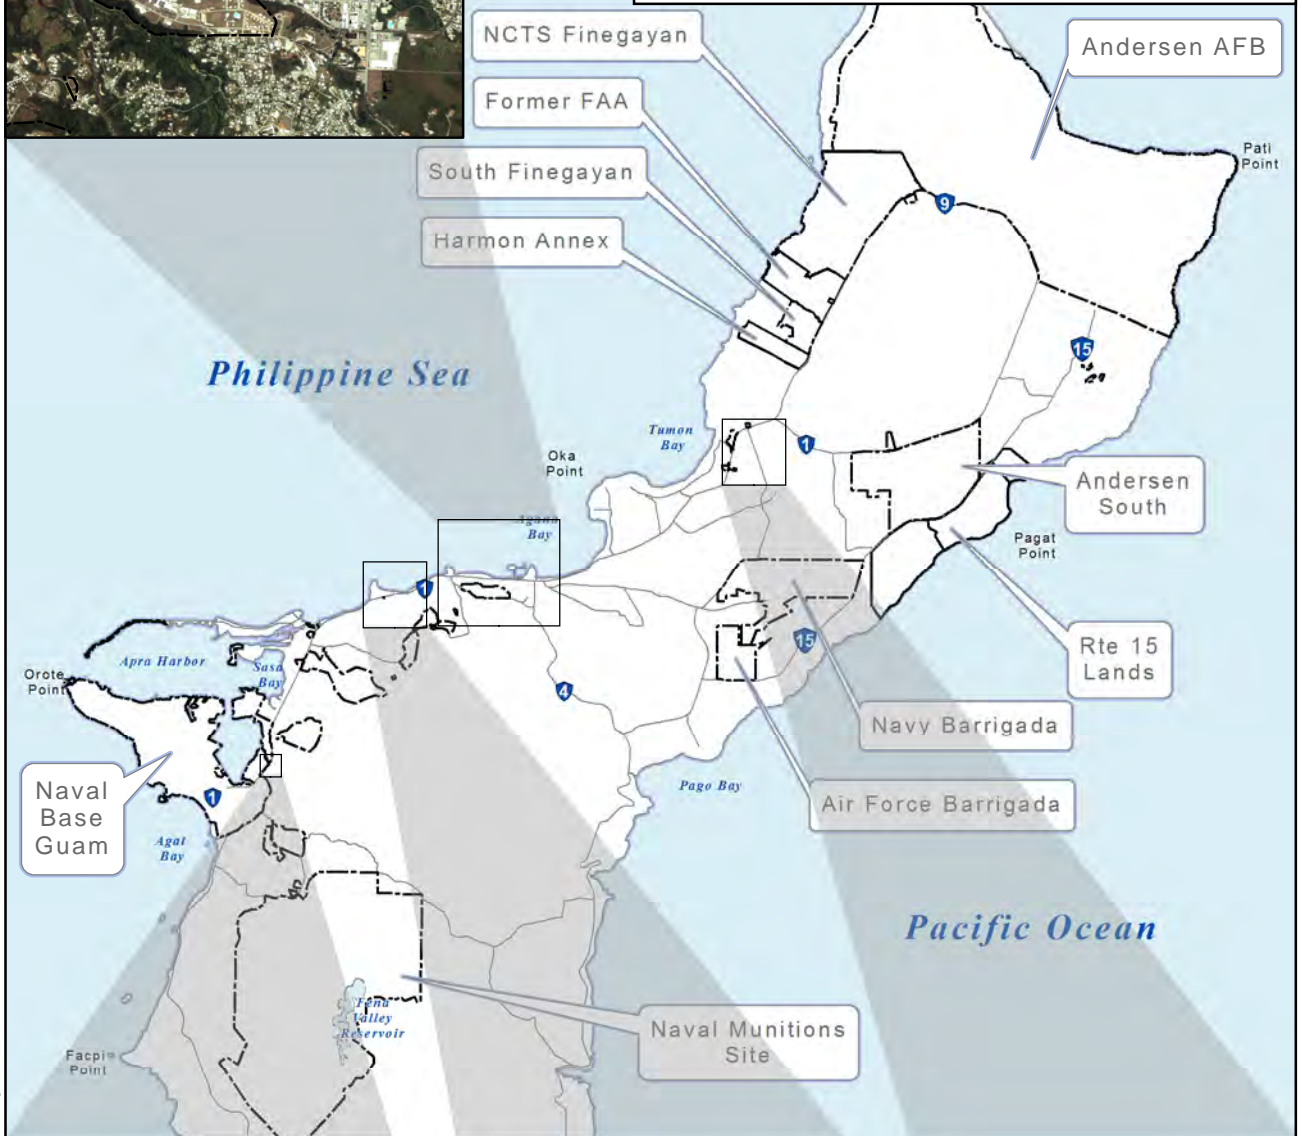 NCTS Finegayan
Andersen AFB
Former FAA
Pati
Point
South Finegayan
9
Harmon Annex
15
Philippine Sea
Tumon
Bay
1
Oka
Point
Andersen
South
Agana
Bay
Pagat
Point
1
15
Rte 15
Lands
Apra Harbor
Sasa
Bay
Orote
Point
4
Navy Barrigada
Pago Bay
Air Force Barrigada
Naval
Base
Guam
1
Agat
Bay
Pacific Ocean
Fena
Valley
Reservoir
Naval Munitions
Site
Facpi
Point